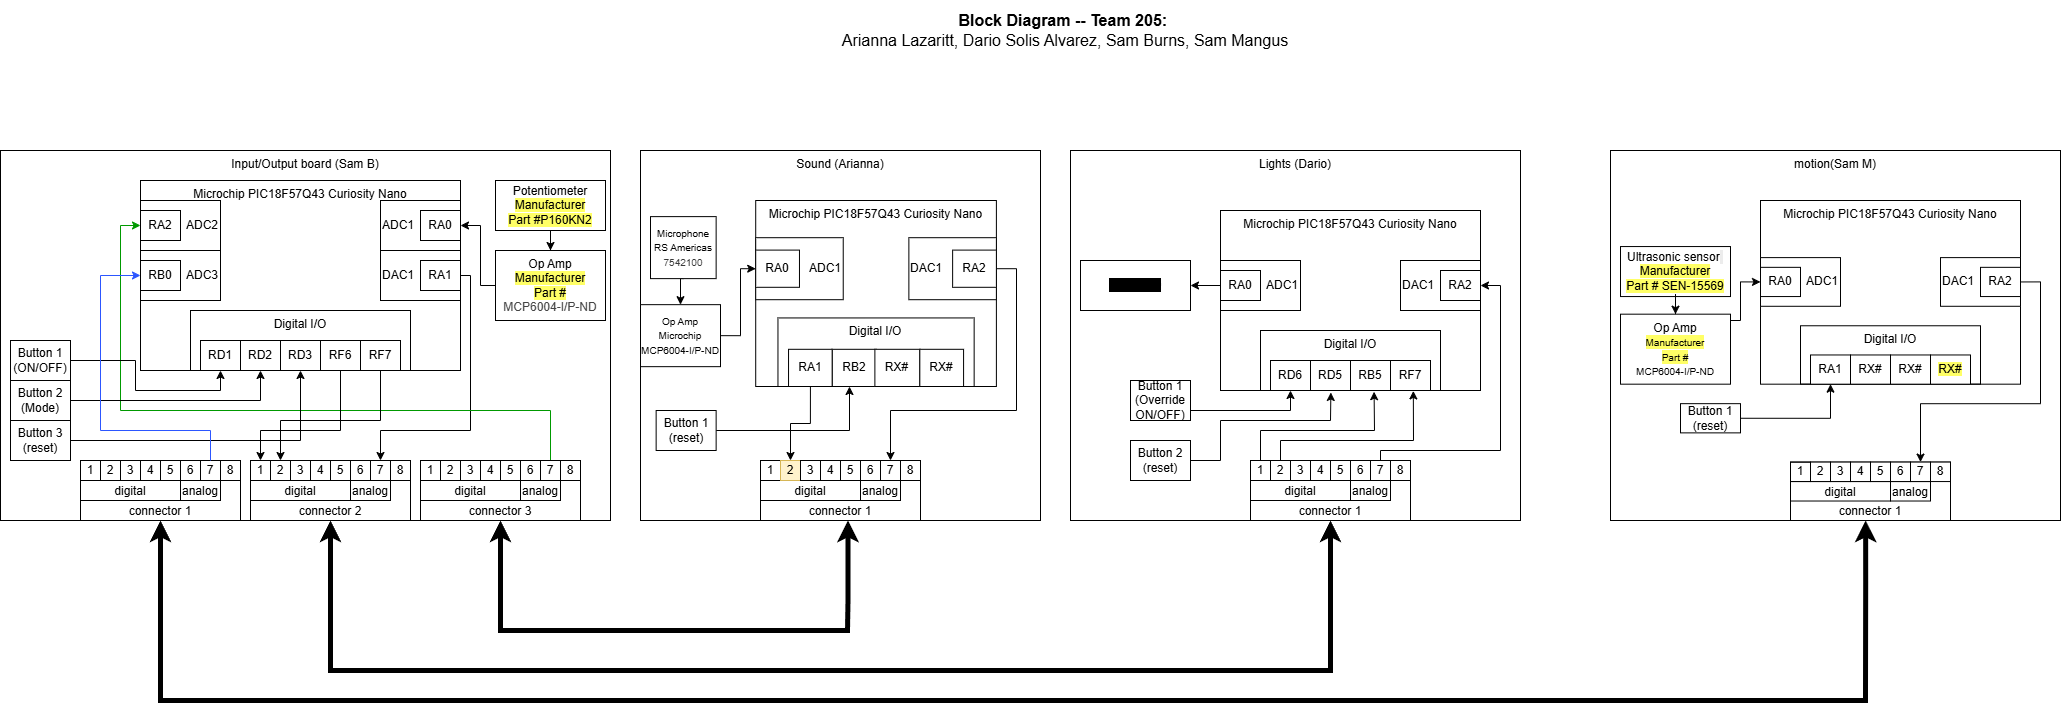 Block Diagram -- Team 205:
Arianna Lazaritt, Dario Solis Alvarez, Sam Burns, Sam Mangus
Input/Output board (Sam B)
Microchip PIC18F57Q43 Curiosity Nano
RA2
ADC2
RB0
ADC3
ADC1
RA0
DAC1
RA1
Potentiometer
Manufacturer
Part #P160KN2
Op Amp
Manufacturer
Part #
MCP6004-I/P-ND
Digital I/O
RD1
RD2
RD3
RF6
RF7
Button 1
(ON/OFF)
Button 2
(Mode)
Button 3
(reset)
1 2 3 4 5 6 7 8
digital
analog
connector 1
1 2 3 4 5 6 7 8
digital
analog
connector 2
1 2 3 4 5 6 7 8
digital
analog
connector 3
Sound (Arianna)
Microchip PIC18F57Q43 Curiosity Nano
Microphone
RS Americas
7542100
Op Amp
Microchip
MCP6004-I/P-ND
RA0
ADC1
DAC1
RA2
Digital I/O
RA1
RB2
RX#
RX#
Button 1
(reset)
1 2 3 4 5 6 7 8
digital
analog
connector 1
Lights (Dario)
Microchip PIC18F57Q43 Curiosity Nano
RA0
ADC1
DAC1
RA2
Digital I/O
RD6
RD5
RB5
RF7
Button 1
(Override
ON/OFF)
Button 2
(reset)
1 2 3 4 5 6 7 8
digital
analog
connector 1
motion(Sam M)
Microchip PIC18F57Q43 Curiosity Nano
Ultrasonic sensor
Manufacturer
Part # SEN-15569
Op Amp
Manufacturer
Part #
MCP6004-I/P-ND
RA0
ADC1
DAC1
RA2
Digital I/O
RA1
RX#
RX#
RX#
Button 1
(reset)
1 2 3 4 5 6 7 8
digital
analog
connector 1